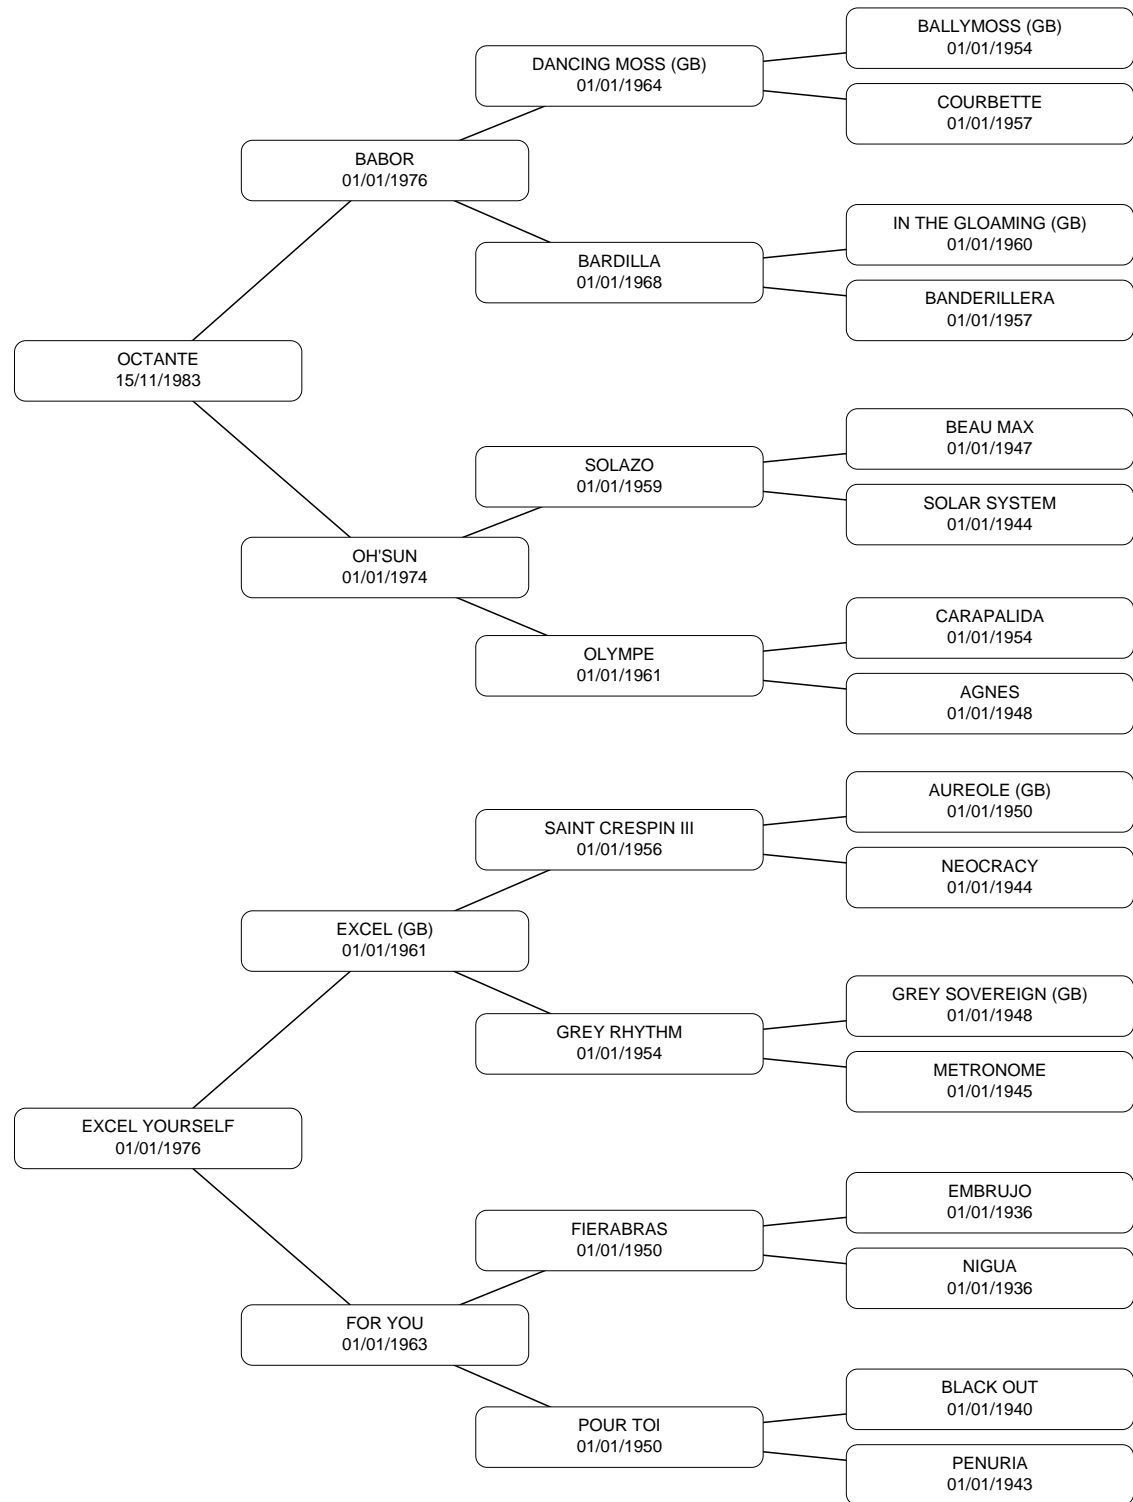 BALLYMOSS (GB)
01/01/1954
DANCING MOSS (GB)
01/01/1964
COURBETTE
01/01/1957
BABOR
01/01/1976
IN THE GLOAMING (GB)
01/01/1960
BARDILLA
01/01/1968
BANDERILLERA
01/01/1957
OCTANTE
15/11/1983
BEAU MAX
01/01/1947
SOLAZO
01/01/1959
SOLAR SYSTEM
01/01/1944
OH'SUN
01/01/1974
CARAPALIDA
01/01/1954
OLYMPE
01/01/1961
AGNES
01/01/1948
AUREOLE (GB)
01/01/1950
SAINT CRESPIN III
01/01/1956
NEOCRACY
01/01/1944
EXCEL (GB)
01/01/1961
GREY SOVEREIGN (GB)
01/01/1948
GREY RHYTHM
01/01/1954
METRONOME
01/01/1945
EXCEL YOURSELF
01/01/1976
EMBRUJO
01/01/1936
FIERABRAS
01/01/1950
NIGUA
01/01/1936
FOR YOU
01/01/1963
BLACK OUT
01/01/1940
POUR TOI
01/01/1950
PENURIA
01/01/1943